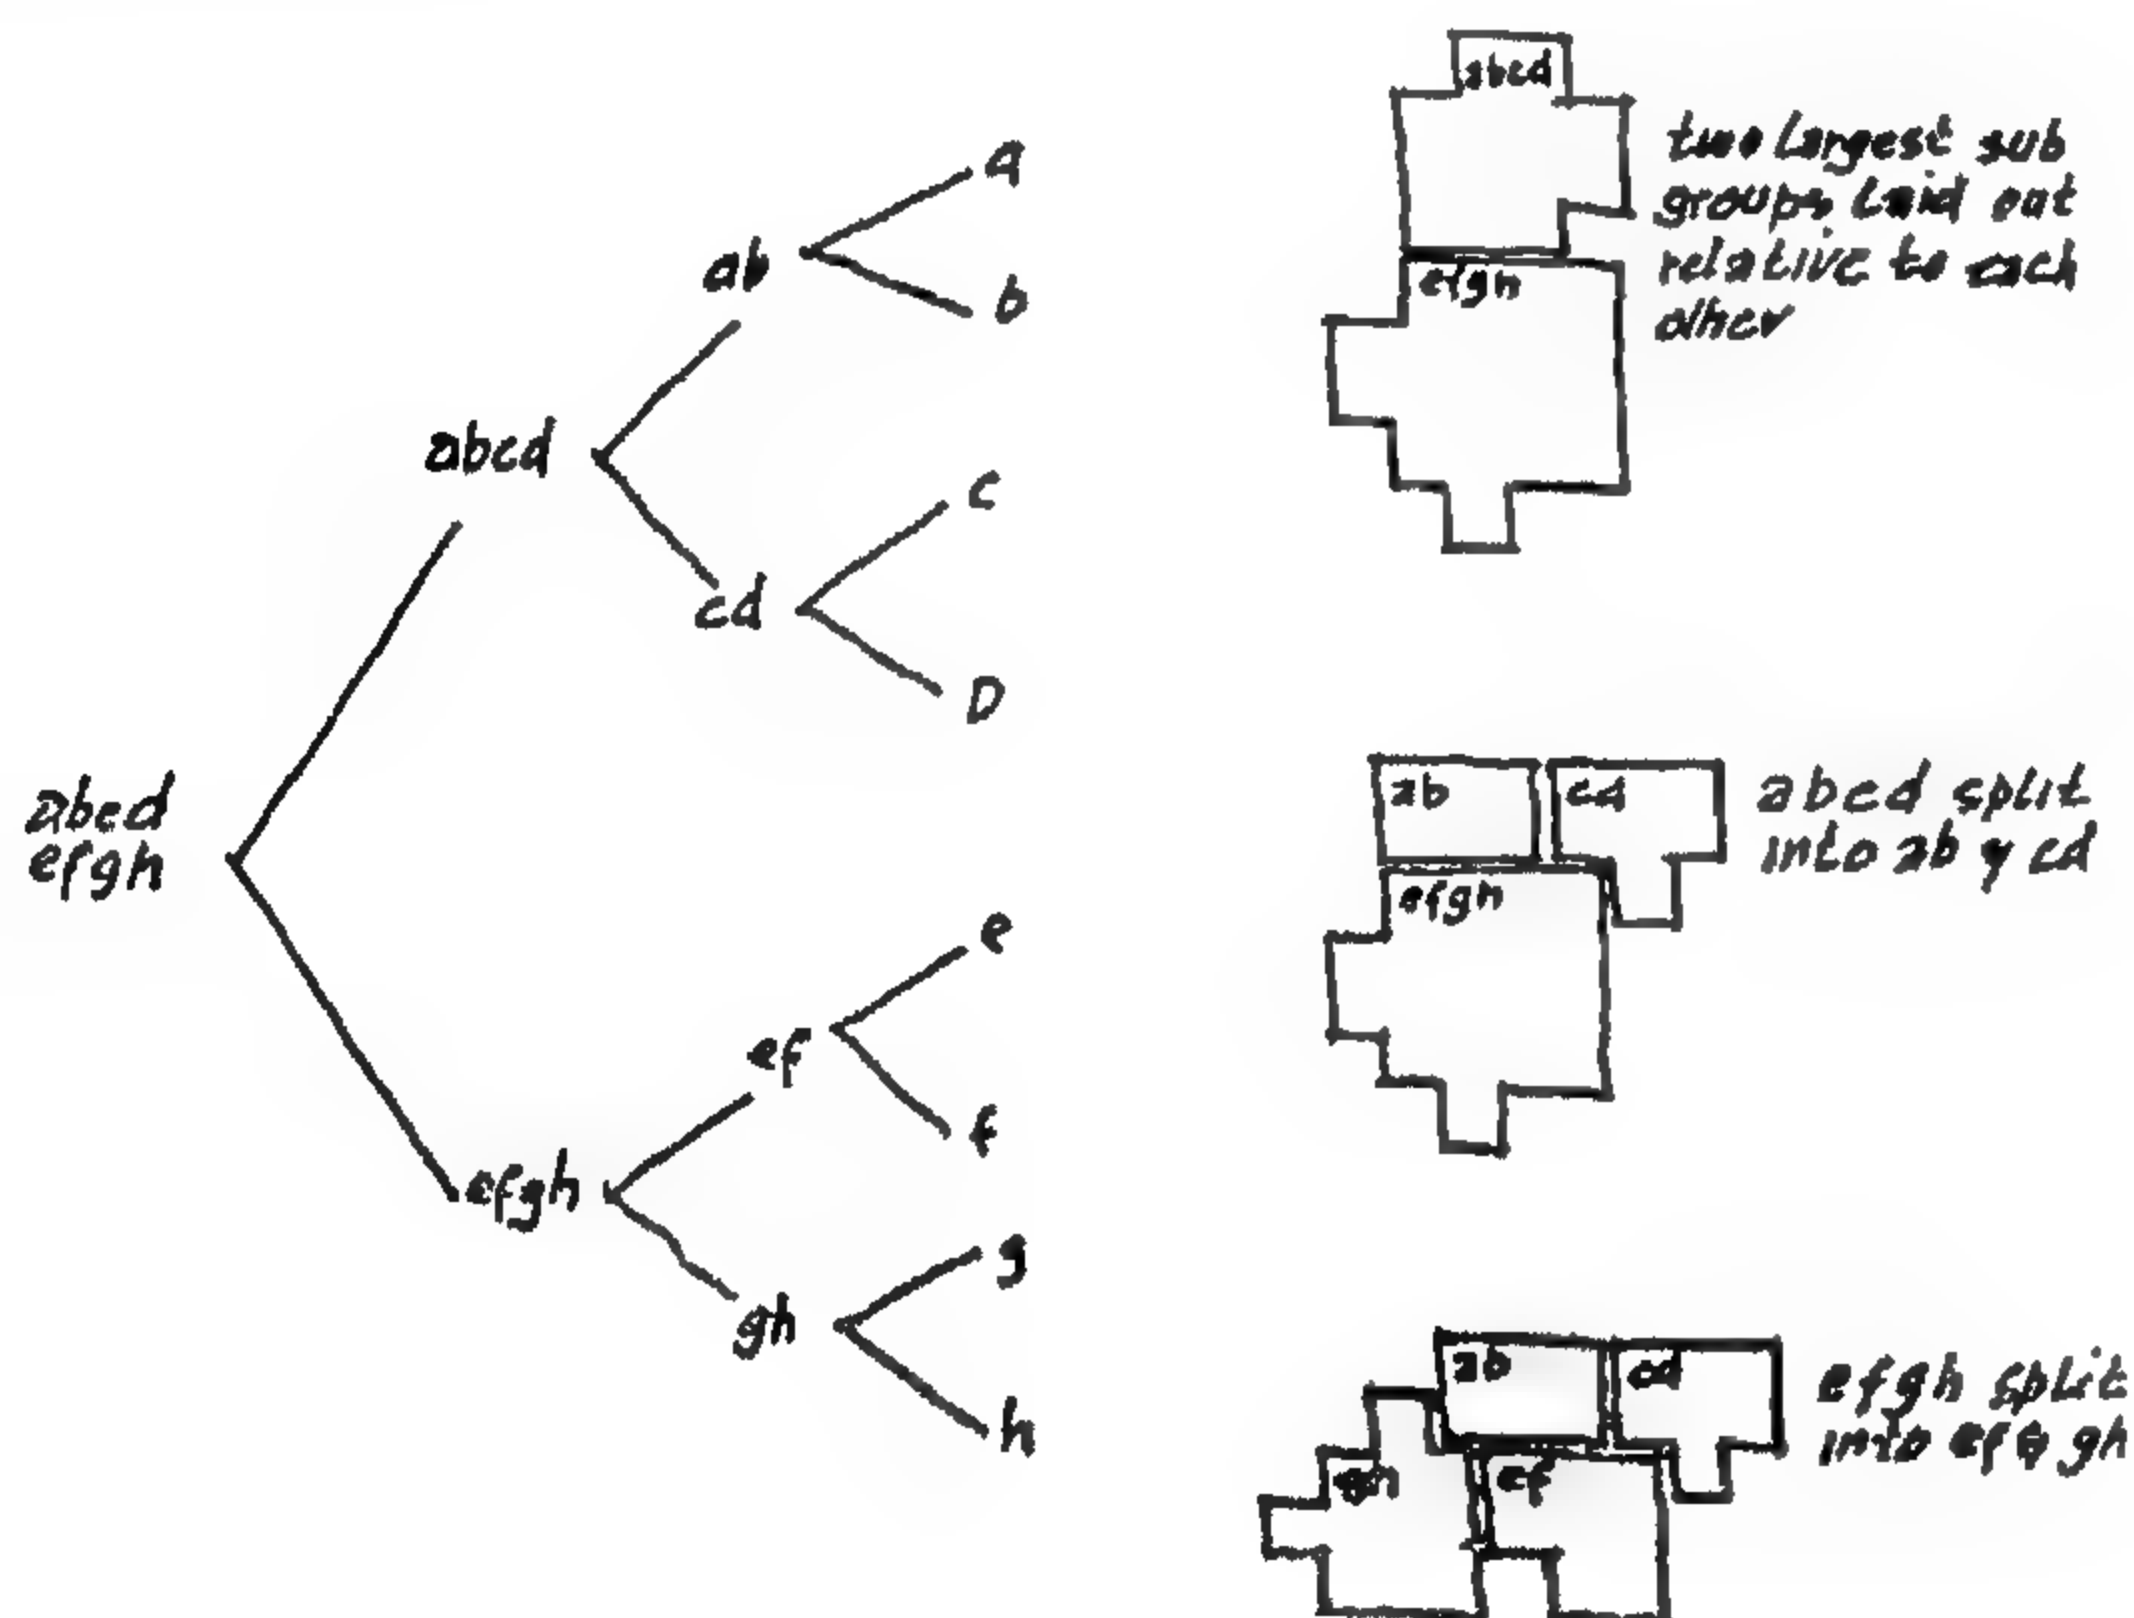 a
ab
b
abcd
c
cd
D
abcd
efgh
e
ef
f
efgh
g
gh
h
abcd
two largest sub
groups laid out
relative to each
other
efgh
ab
cd
abcd split
into ab y cd
efgh
ab
cd
efgh split
into ef & gh
gh
ef